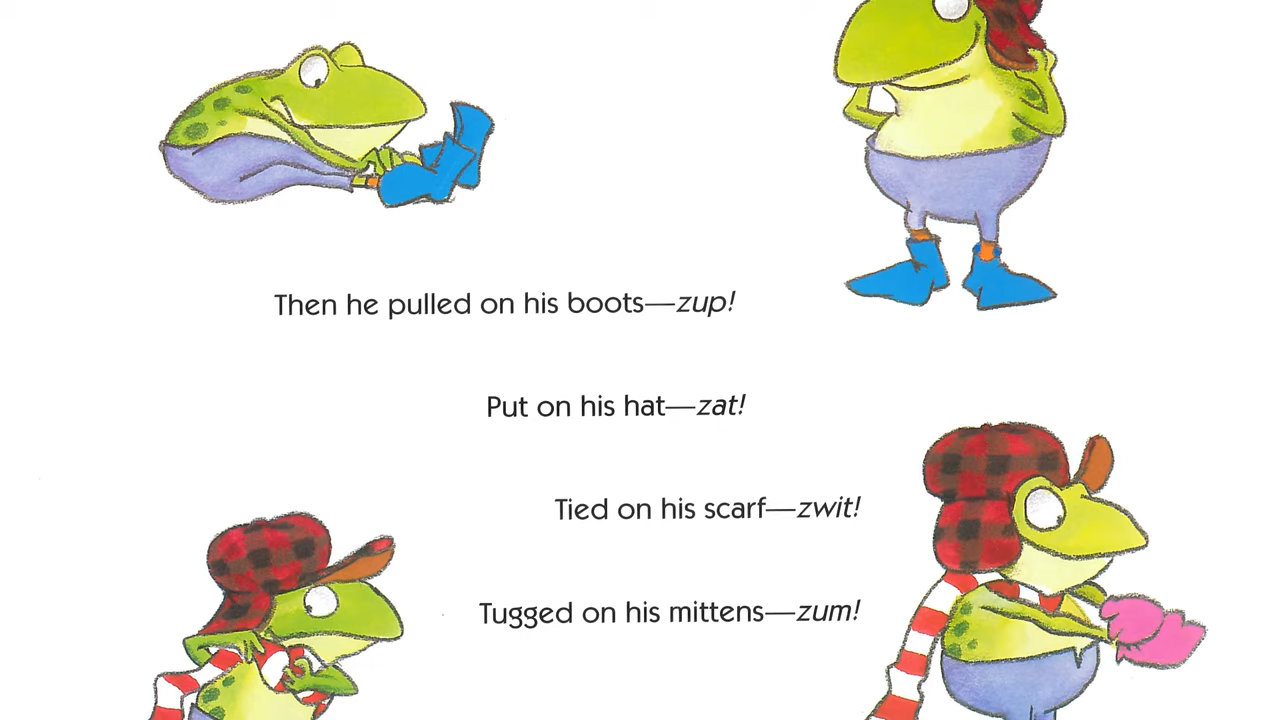 Then he pulled on his boots—zup!
Put on his hat—zat!
Tied on his scarf—zwit!
Tugged on his mittens—zum!